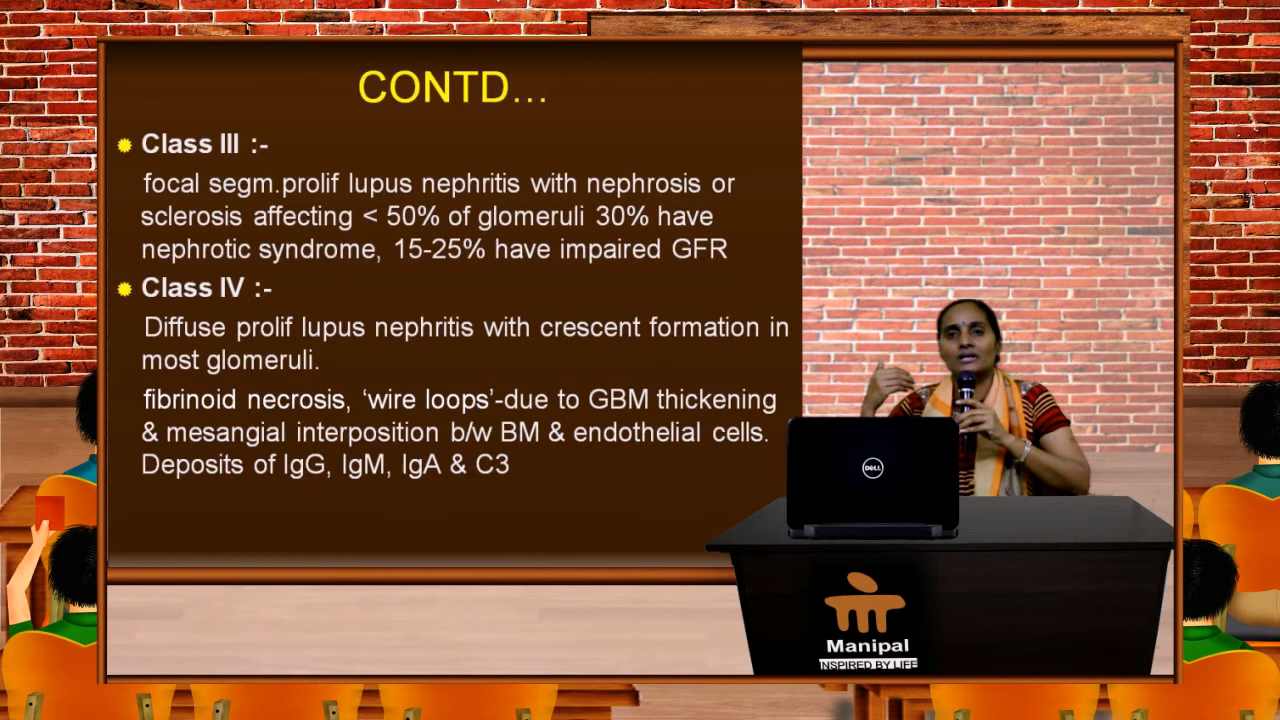 CONTD...
Class III :-
focal segm.prolif lupus nephritis with nephrosis or
sclerosis affecting < 50% of glomeruli 30% have
nephrotic syndrome, 15-25% have impaired GFR
Class IV :-
Diffuse prolif lupus nephritis with crescent formation in
most glomeruli.
fibrinoid necrosis, ‘wire loops’-due to GBM thickening
& mesangial interposition b/w BM & endothelial cells.
Deposits of IgG, IgM, IgA & C3
DELL
Manipal
INSPIRED BY LIFE